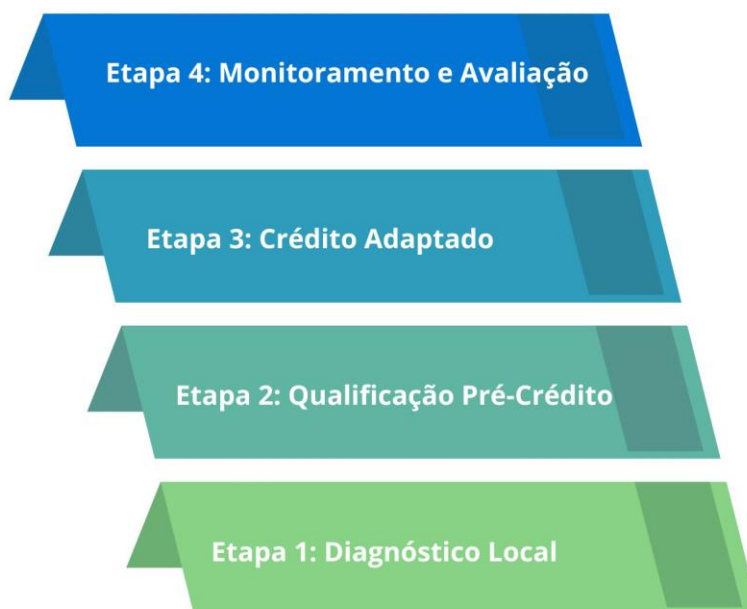 Etapa 4: Monitoramento e Avaliação
Etapa 3: Crédito Adaptado
Etapa 2: Qualificação Pré-Crédito
Etapa 1: Diagnóstico Local